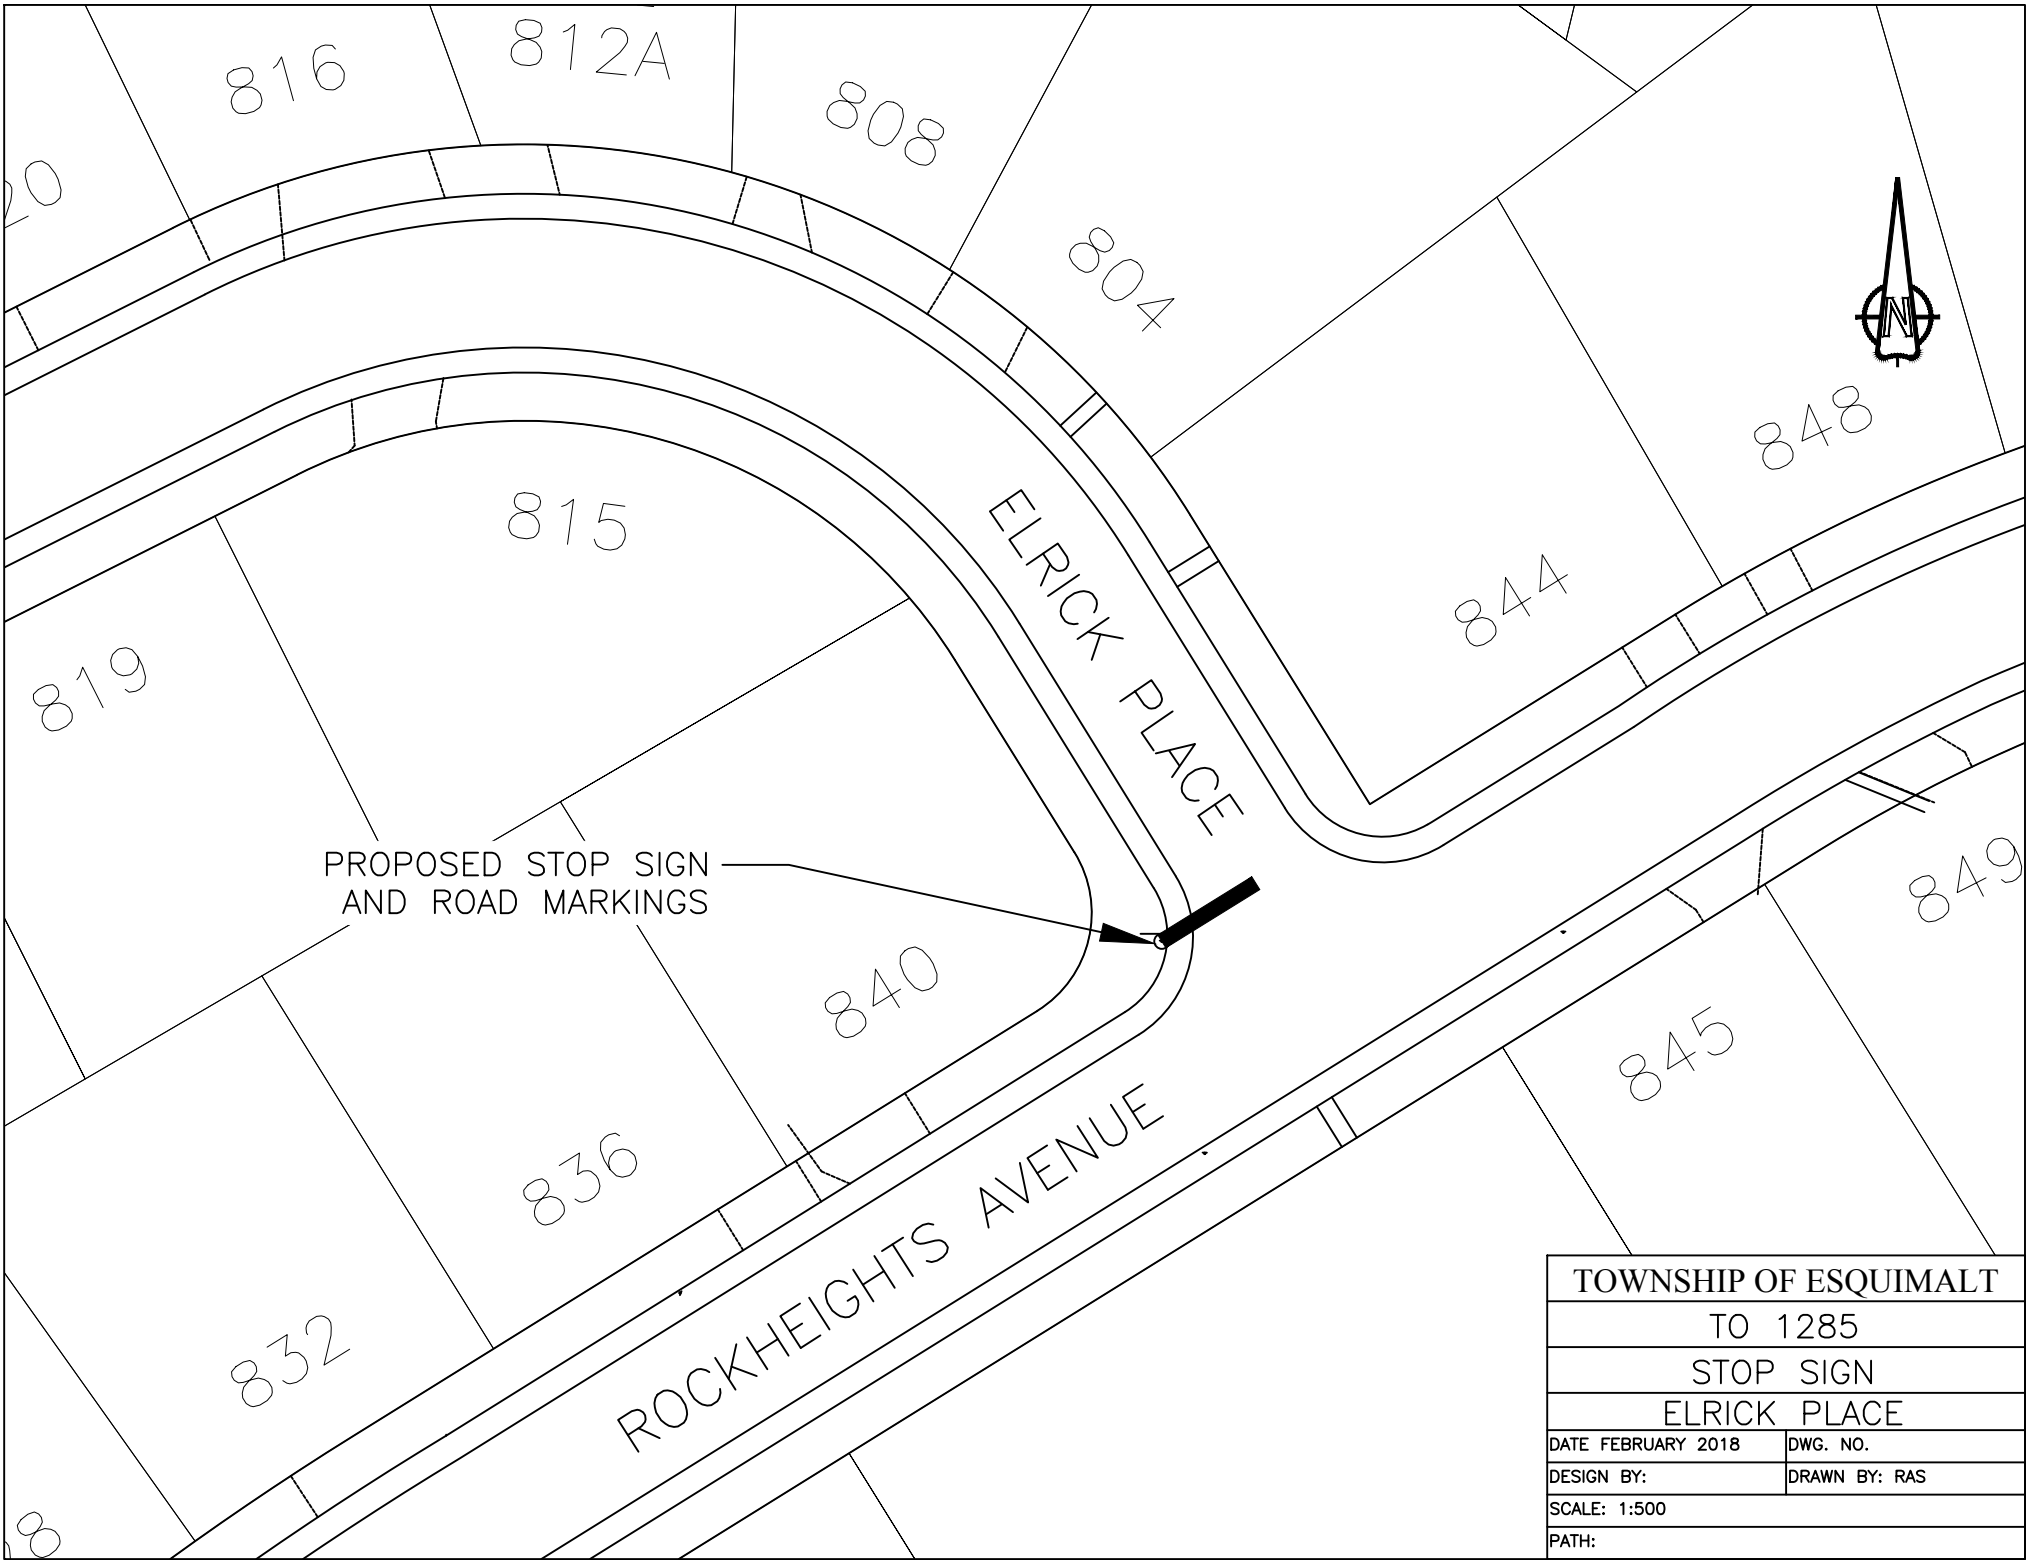 816
812A
808
20
804
N
848
815
ELRICK PLACE
844
819
PROPOSED STOP SIGN
AND ROAD MARKINGS
849
840
845
836
ROCKHEIGHTS AVENUE
832
8
TOWNSHIP OF ESQUIMALT
TO 1285
STOP SIGN
ELRICK PLACE
DATE FEBRUARY 2018
DWG. NO.
DESIGN BY:
DRAWN BY: RAS
SCALE: 1:500
PATH: